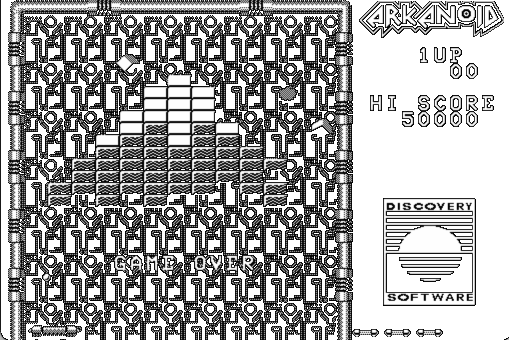 ARKANOID
1UP
00
HI SCORE
50000
GAME OVER
DISCOVERY
SOFTWARE